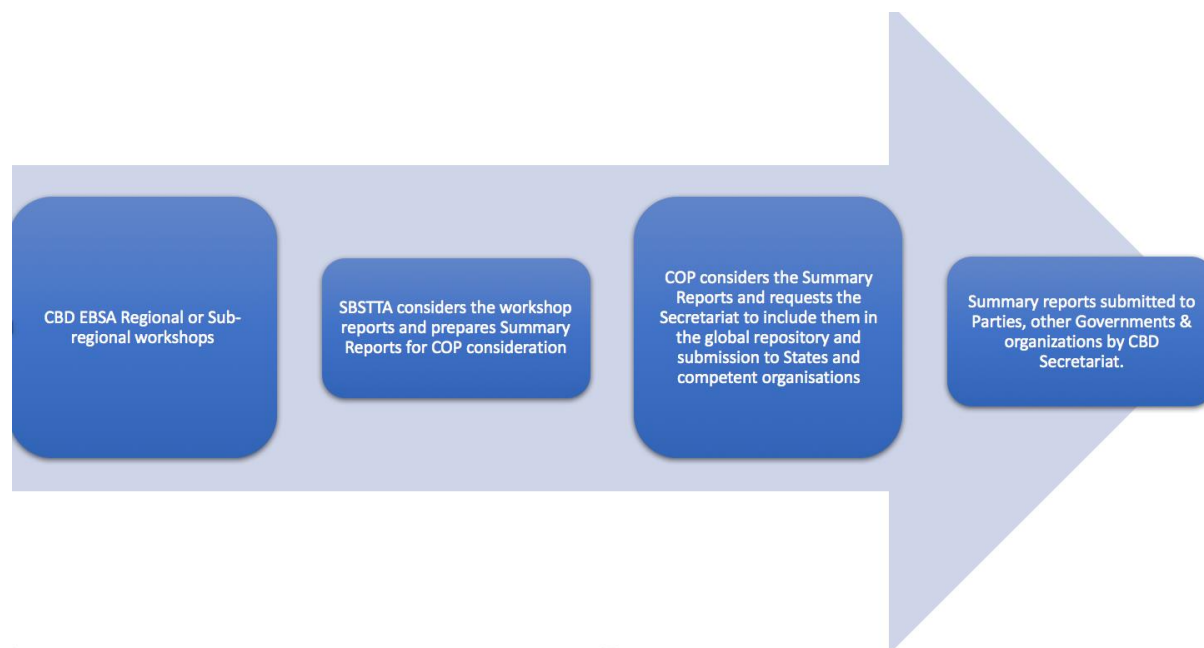 CBD EBSA Regional or Sub-
regional workshops
SBSTTA considers the workshop
reports and prepares Summary
Reports for COP consideration
COP considers the Summary
Reports and requests the
Secretariat to include them in
the global repository and
submission to States and
competent organisations
Summary reports submitted to
Parties, other Governments &
organizations by CBD
Secretariat.